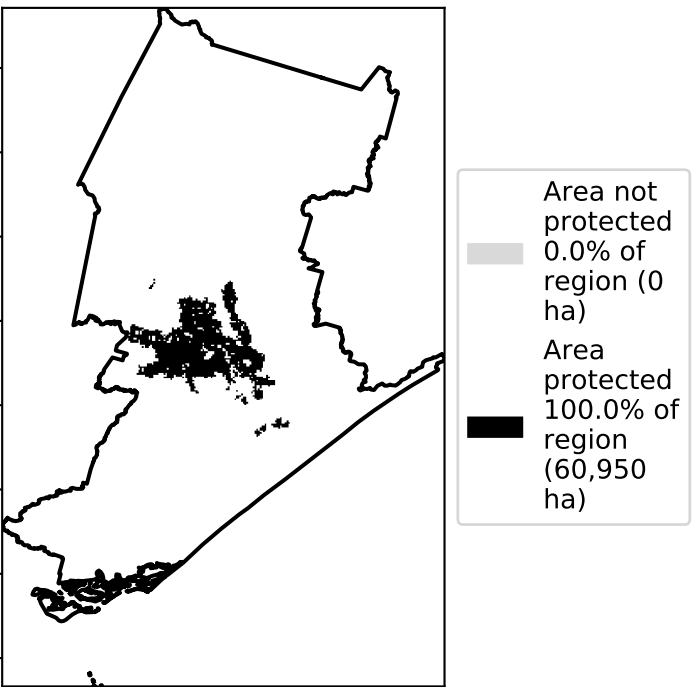 Area not
protected
0.0% of
region (0
ha)
Area
protected
100.0% of
region
(60,950
ha)